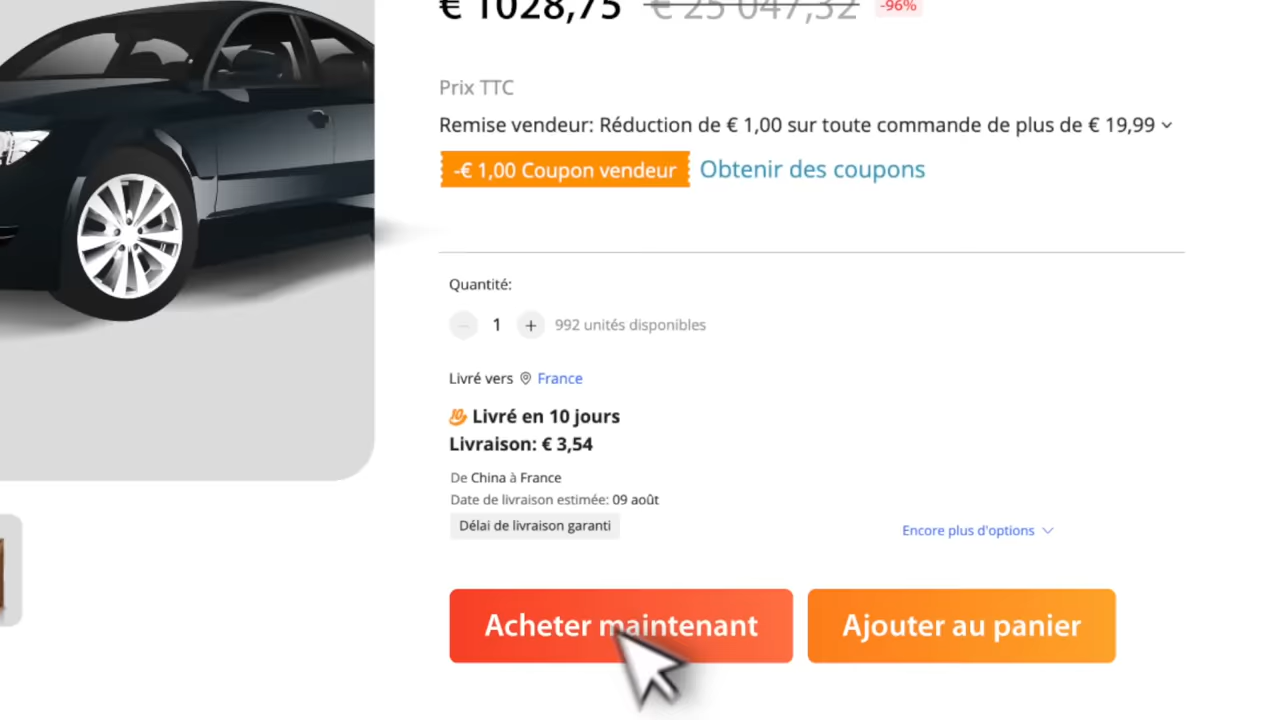 € 1028,75 € 25 047,32 -96%
Prix TTC
Remise vendeur: Réduction de € 1,00 sur toute commande de plus de € 19,99
-€ 1,00 Coupon vendeur Obtenir des coupons
Quantité:
1 + 992 unités disponibles
Livré vers France
Livré en 10 jours
Livraison: € 3,54
De China à France
Date de livraison estimée: 09 août
Délai de livraison garanti
Encore plus d'options
Acheter maintenant Ajouter au panier